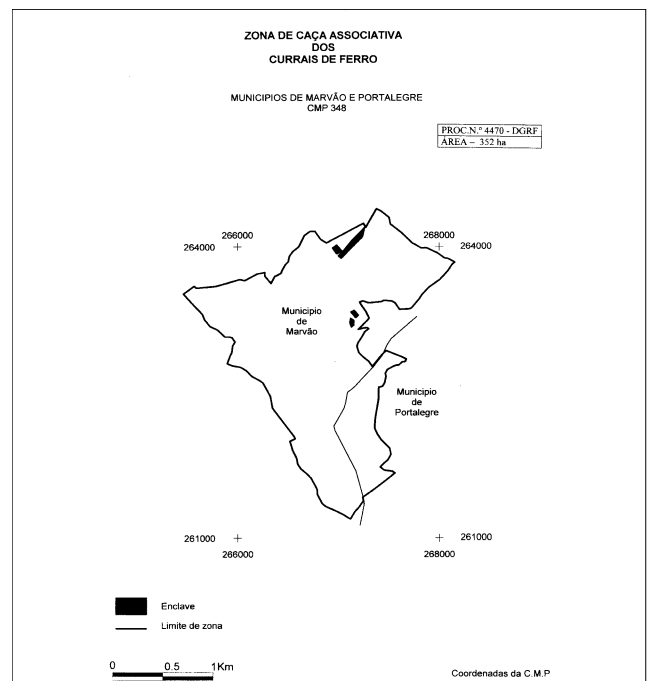 ZONA DE CAÇA ASSOCIATIVA
DOS
CURRAIS DE FERRO
MUNICIPIOS DE MARVÃO E PORTALEGRE
CMP 348
PROC.N.º 4470 - DGRF
ÁREA – 352 ha
266000
264000
268000
264000
Municipio
de
Marvão
Municipio
de
Portalegre
261000
266000
261000
268000
Enclave
Limite de zona
0 0.5 1Km
Coordenadas da C.M.P